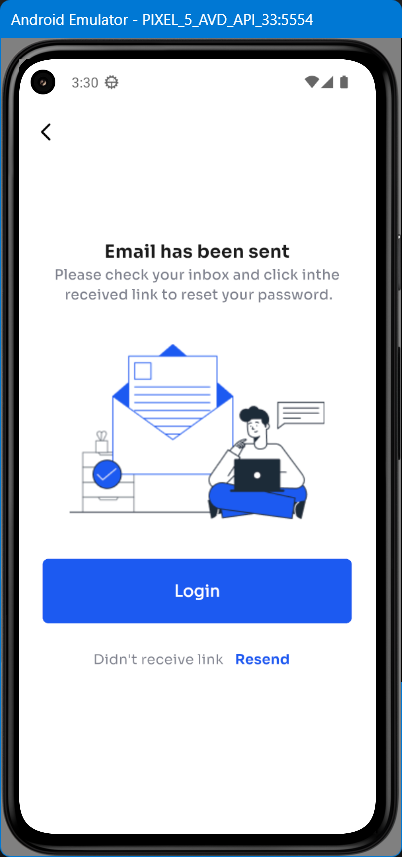 Android Emulator - PIXEL_5_AVD_API_33:5554
3:30
Email has been sent
Please check your inbox and click inthe
received link to reset your password.
Login
Didn't receive link Resend